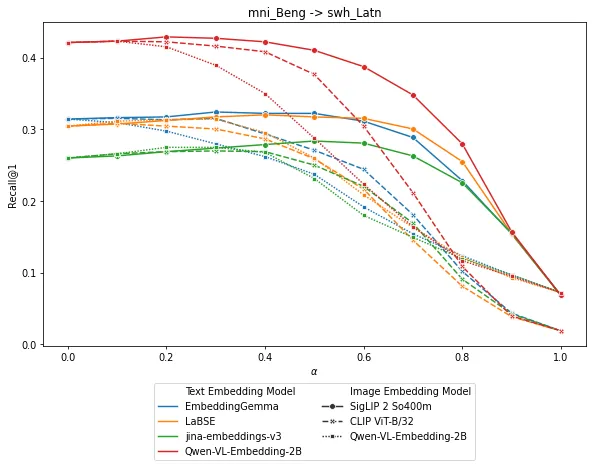 mni_Beng -> swh_Latn
Recall@1
0.4
0.3
0.2
0.1
0.0
0.0 0.2 0.4 0.6 0.8 1.0
α
Text Embedding Model
EmbeddingGemma
LaBSE
jina-embeddings-v3
Qwen-VL-Embedding-2B
Image Embedding Model
SigLIP 2 So400m
CLIP ViT-B/32
Qwen-VL-Embedding-2B